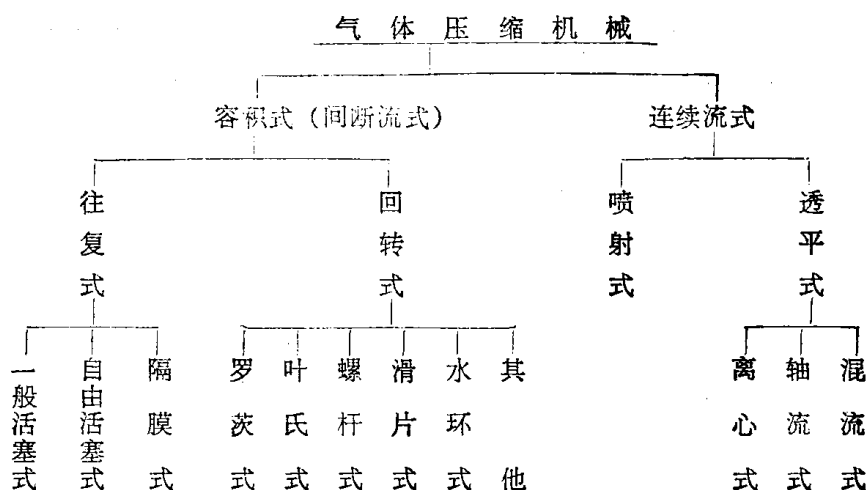 气体压缩机械
容积式（间断流式）
连续流式
往复式
回转式
喷射式
透平式
一般活塞式
自由活塞式
隔膜式
罗茨式
叶氏式
螺杆式
滑片式
水环式
其他
离心式
轴流式
混流式